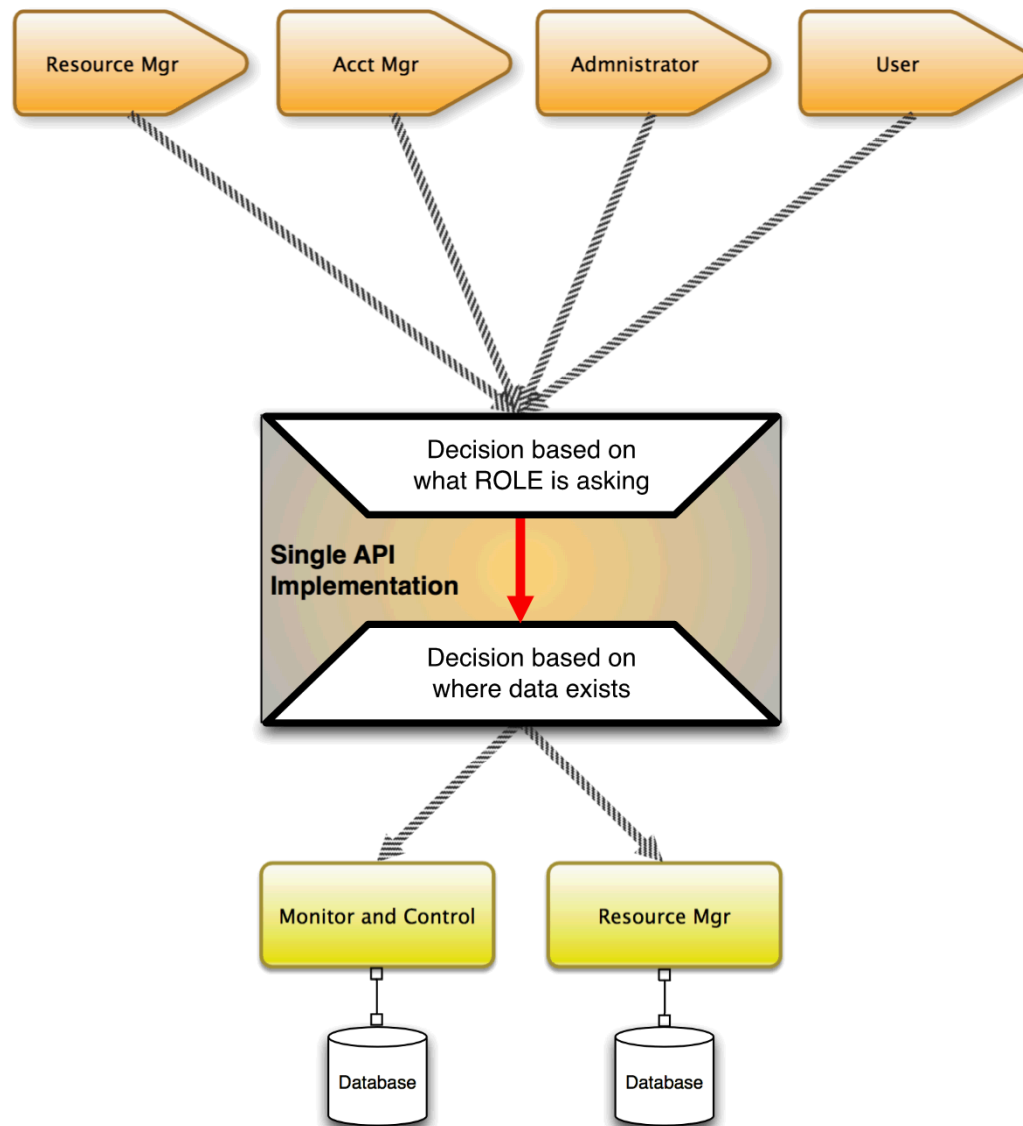 Resource Mgr
Acct Mgr
Admnistrator
User
Decision based on
what ROLE is asking
Single API
Implementation
Decision based on
where data exists
Monitor and Control
Resource Mgr
Database
Database